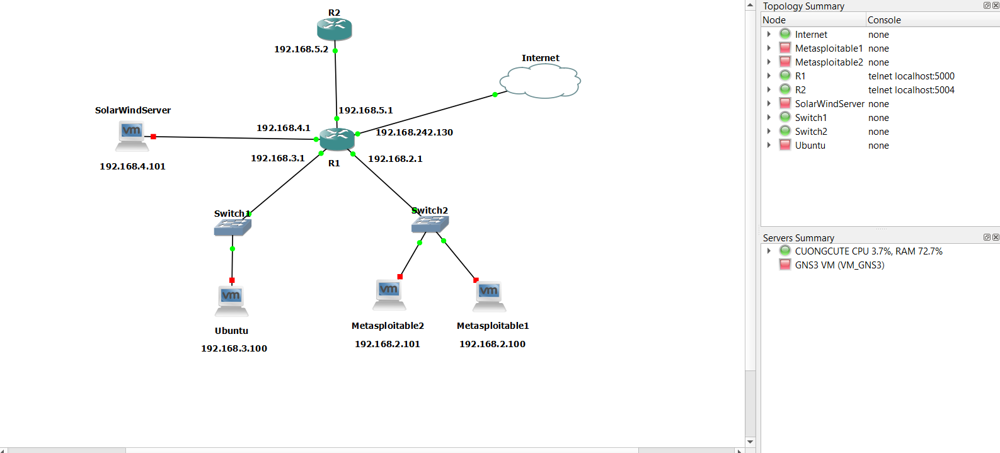 R2
192.168.5.2
Internet
SolarWindServer
vm
192.168.5.1
192.168.4.1
192.168.242.130
192.168.4.101
192.168.3.1
192.168.2.1
R1
Switch1
Switch2
vm
vm
vm
Ubuntu
Metasploitable2
Metasploitable1
192.168.3.100
192.168.2.101
192.168.2.100
Topology Summary
Node Console
Internet none
Metasploitable1 none
Metasploitable2 none
R1 telnet localhost:5000
R2 telnet localhost:5004
SolarWindServer none
Switch1 none
Switch2 none
Ubuntu none
Servers Summary
CUONGCUTE CPU 3.7%, RAM 72.7%
GNS3 VM (VM_GNS3)